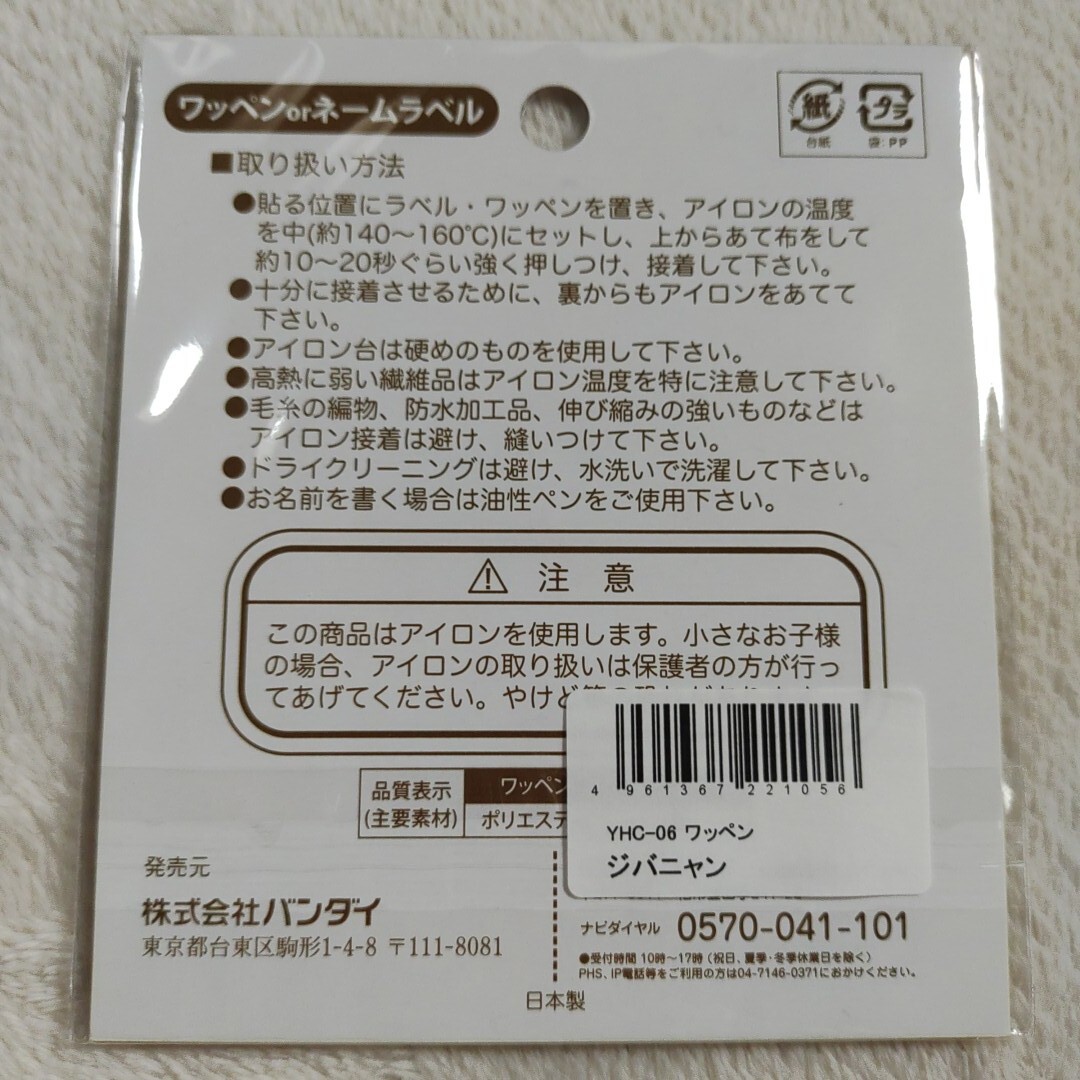 ワッペンorネームラベル
紙
プラ
台紙
袋:PP
■取り扱い方法
●貼る位置にラベル・ワッペンを置き、アイロンの温度
を中(約140〜160℃)にセットし、上からあて布をして
約10〜20秒ぐらい強く押しつけ、接着して下さい。
●十分に接着させるために、裏からもアイロンをあてて
下さい。
●アイロン台は硬めのものを使用して下さい。
●高熱に弱い繊維品はアイロン温度を特に注意して下さい。
●毛糸の編物、防水加工品、伸び縮みの強いものなどは
アイロン接着は避け、縫いつけて下さい。
●ドライクリーニングは避け、水洗いで洗濯して下さい。
●お名前を書く場合は油性ペンをご使用下さい。
⚠ 注 意
この商品はアイロンを使用します。小さなお子様
の場合、アイロンの取り扱いは保護者の方が行っ
てあげてください。やけど
品質表示
(主要素材)
ワッペン
ポリエステ
4 961367 221056
YHC-06 ワッペン
ジバニャン
発売元
株式会社バンダイ
東京都台東区駒形1-4-8 〒111-8081
ナビダイヤル 0570-041-101
●受付時間 10時〜17時(祝日、夏季・冬季休業日を除く)
PHS、IP電話等をご利用の方は04-7146-0371におかけください。
日本製